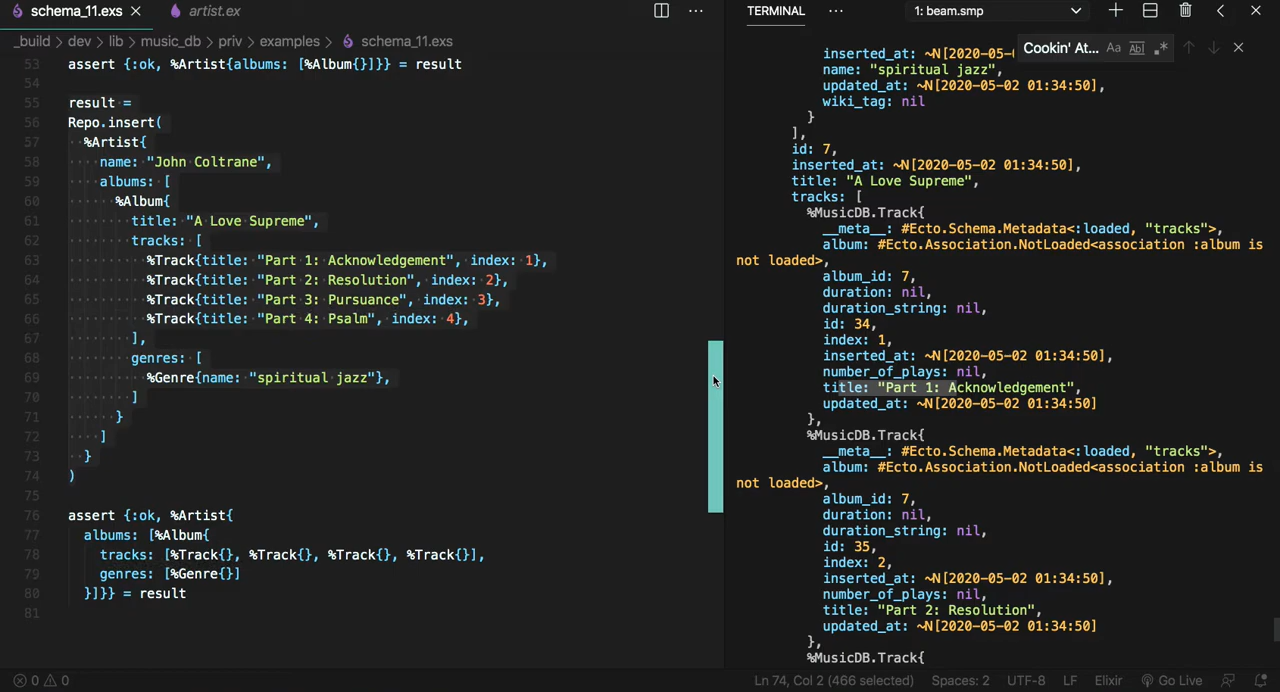 schema_11.exs
artist.ex
TERMINAL
1: beam.smp
_build > dev > lib > music_db > priv > examples > schema_11.exs
Cookin' At...
Aa
Abl
.*
53 assert {:ok, %Artist{albums: [%Album{}]}} = result
54
55 result =
56 Repo.insert(
57 %Artist{
58 name: "John Coltrane",
59 albums: [
60 %Album{
61 title: "A Love Supreme",
62 tracks: [
63 %Track{title: "Part 1: Acknowledgement", index: 1},
64 %Track{title: "Part 2: Resolution", index: 2},
65 %Track{title: "Part 3: Pursuance", index: 3},
66 %Track{title: "Part 4: Psalm", index: 4},
67 ],
68 genres: [
69 %Genre{name: "spiritual jazz"},
70 ]
71 }
72 ]
73 }
74 )
75
76 assert {:ok, %Artist{
77 albums: [%Album{
78 tracks: [%Track{}, %Track{}, %Track{}, %Track{}],
79 genres: [%Genre{}]
80 }]}} = result
81
inserted_at: ~N[2020-05-
name: "spiritual jazz",
updated_at: ~N[2020-05-02 01:34:50],
wiki_tag: nil
}
],
id: 7,
inserted_at: ~N[2020-05-02 01:34:50],
title: "A Love Supreme",
tracks: [
%MusicDB.Track{
__meta__: #Ecto.Schema.Metadata<:loaded, "tracks">,
album: #Ecto.Association.NotLoaded<association :album is
not loaded>,
album_id: 7,
duration: nil,
duration_string: nil,
id: 34,
index: 1,
inserted_at: ~N[2020-05-02 01:34:50],
number_of_plays: nil,
title: "Part 1: Acknowledgement",
updated_at: ~N[2020-05-02 01:34:50]
},
%MusicDB.Track{
__meta__: #Ecto.Schema.Metadata<:loaded, "tracks">,
album: #Ecto.Association.NotLoaded<association :album is
not loaded>,
album_id: 7,
duration: nil,
duration_string: nil,
id: 35,
index: 2,
inserted_at: ~N[2020-05-02 01:34:50],
number_of_plays: nil,
title: "Part 2: Resolution",
updated_at: ~N[2020-05-02 01:34:50]
},
%MusicDB.Track{
0 0
Ln 74, Col 2 (466 selected) Spaces: 2 UTF-8 LF Elixir Go Live